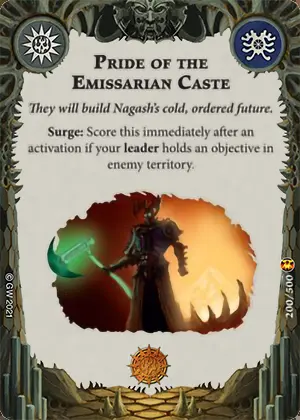 PRIDE OF THE
EMISSARIAN CASTE
They will build Nagash's cold, ordered future.
Surge: Score this immediately after an
activation if your leader holds an objective in
enemy territory.
© GW 2021
200/500